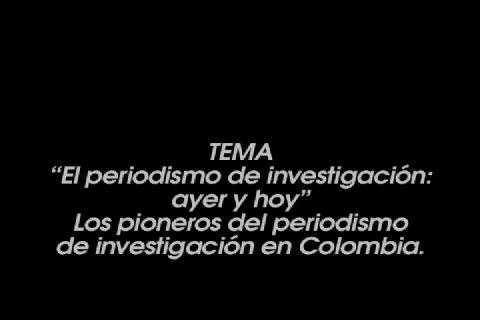 TEMA
“El periodismo de investigación:
ayer y hoy”
Los pioneros del periodismo
de investigación en Colombia.